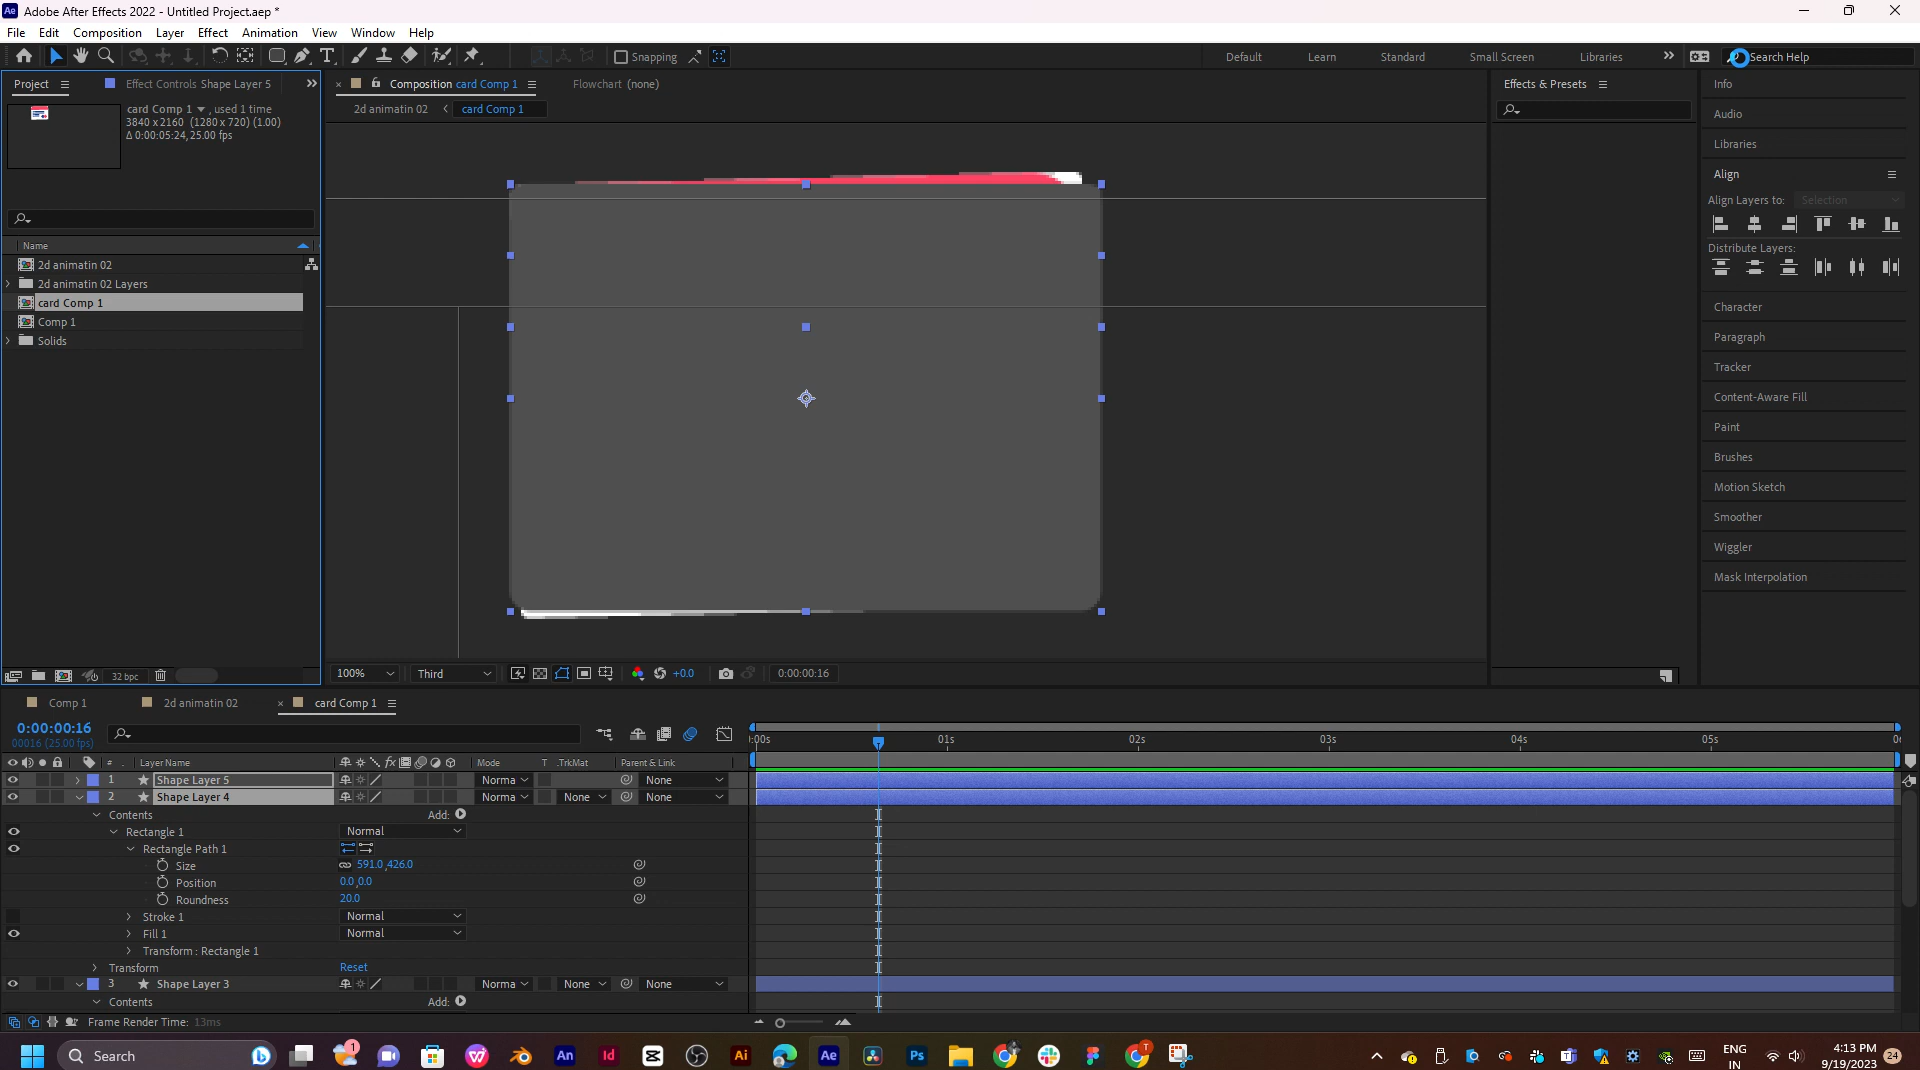 Adobe After Effects 2022 - Untitled Project.aep *
File Edit Composition Layer Effect Animation View Window Help
Snapping
Default Learn Standard Small Screen Libraries
Search Help
Project
Effect Controls Shape Layer 5
card Comp 1 , used 1 time
3840 x 2160 (1280 x 720) (1.00)
Δ 0:00:05:24, 25.00 fps
Name
2d animatin 02
2d animatin 02 Layers
card Comp 1
Comp 1
Solids
32 bpc
Composition card Comp 1
Flowchart (none)
2d animatin 02
card Comp 1
100%
Third
+0.0
0:00:00:16
Effects & Presets
Info
Audio
Libraries
Align
Align Layers to: Selection
Distribute Layers:
Character
Paragraph
Tracker
Content-Aware Fill
Paint
Brushes
Motion Sketch
Smoother
Wiggler
Mask Interpolation
Comp 1
2d animatin 02
card Comp 1
0:00:00:16
00016 (25.00 fps)
:00s 01s 02s 03s 04s 05s
# Layer Name Mode T .TrkMat Parent & Link
1 Shape Layer 5 Norma None
2 Shape Layer 4 Norma None None
Contents Add:
Rectangle 1 Normal
Rectangle Path 1
Size 591.0,426.0
Position 0.0,0.0
Roundness 20.0
Stroke 1 Normal
Fill 1 Normal
Transform : Rectangle 1
Transform Reset
3 Shape Layer 3 Norma None None
Contents Add:
Frame Render Time: 13ms
Search
ENG
IN
4:13 PM
9/19/2023
24